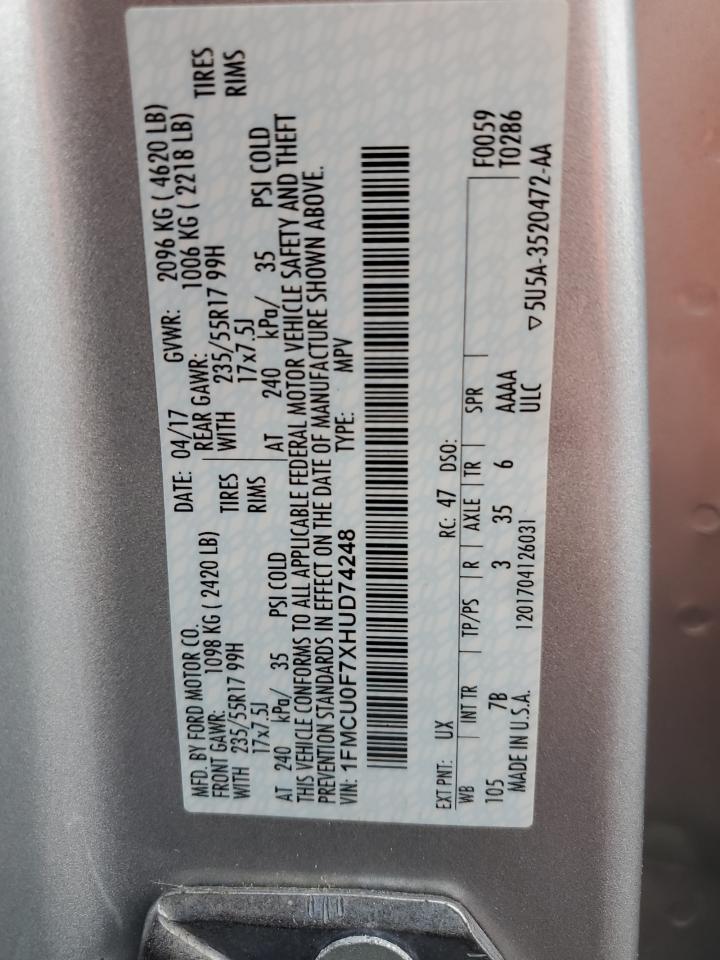 MFD. BY FORD MOTOR CO. DATE: 04/17 GVWR: 2096 KG ( 4620 LB)
FRONT GAWR: 1098 KG ( 2420 LB) REAR GAWR: 1006 KG ( 2218 LB)
WITH 235/55R17 99H TIRES WITH 235/55R17 99H TIRES
17x7.5J RIMS 17x7.5J RIMS
AT 240 kPa/ 35 PSI COLD AT 240 kPa/ 35 PSI COLD
THIS VEHICLE CONFORMS TO ALL APPLICABLE FEDERAL MOTOR VEHICLE SAFETY AND THEFT
PREVENTION STANDARDS IN EFFECT ON THE DATE OF MANUFACTURE SHOWN ABOVE.
VIN: 1FMCU0F7XHUD74248 TYPE: MPV
EXT PNT: UX RC: 47 DSO:
WB INT TR TP/PS R AXLE TR SPR F0059
105 7B 3 35 6 AAAA T0286
MADE IN U.S.A. 1201704126031 ULC
▽ 5U5A-3520472-AA